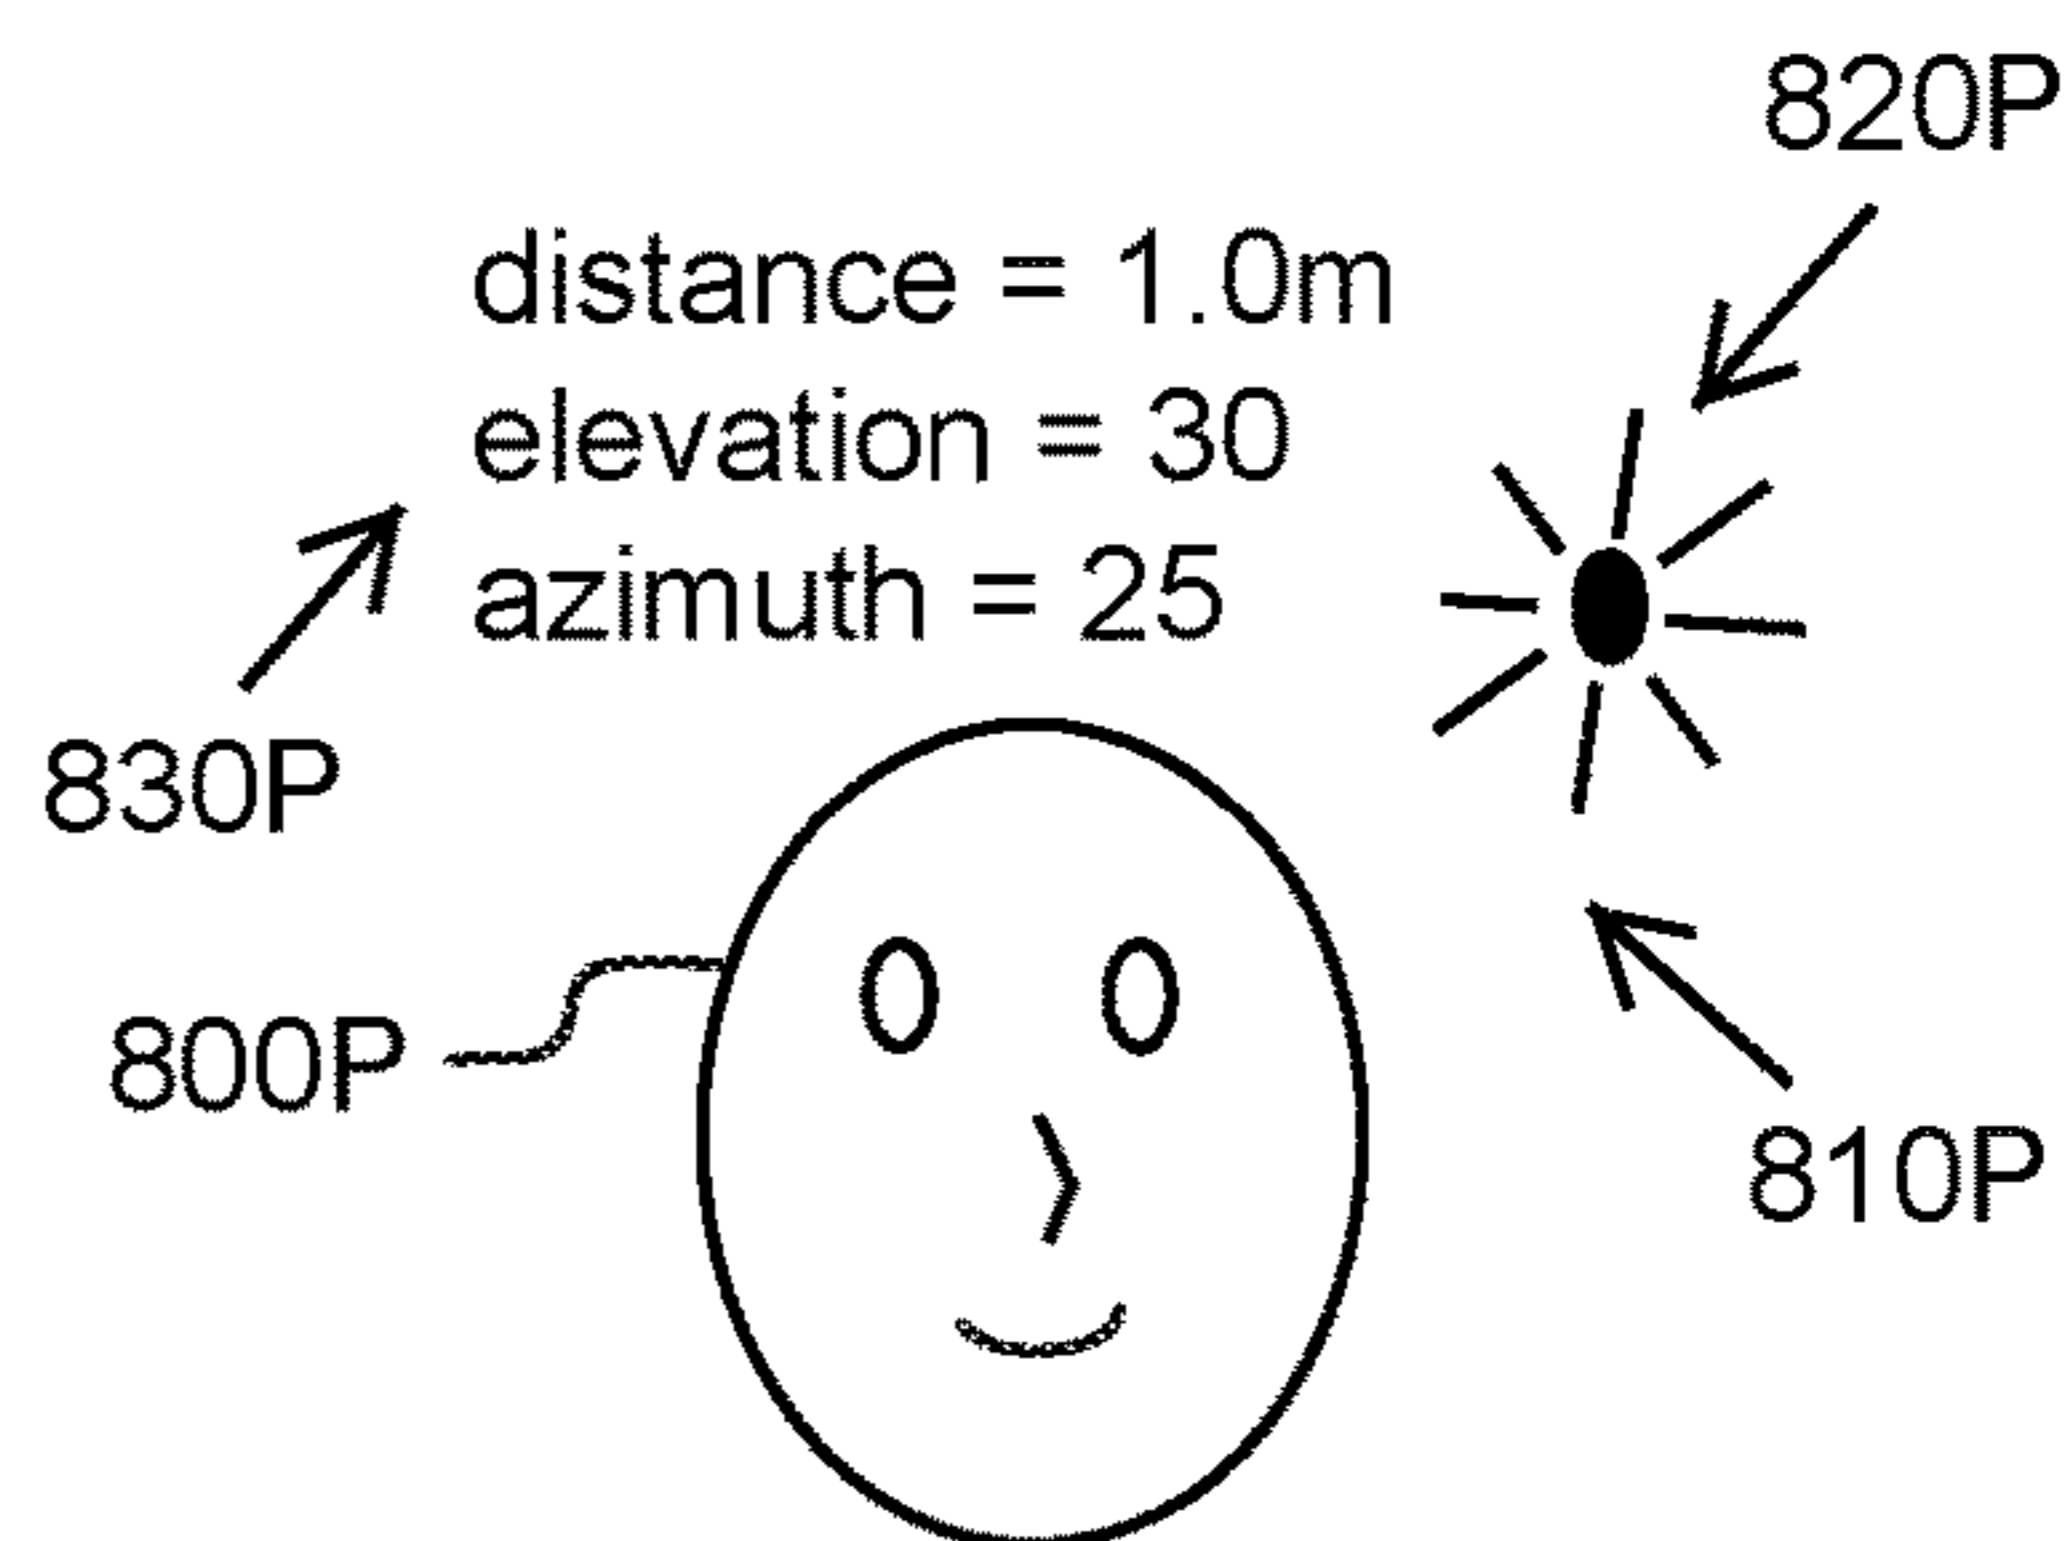 820P
distance = 1.0m
elevation = 30
azimuth = 25
830P
800P
810P